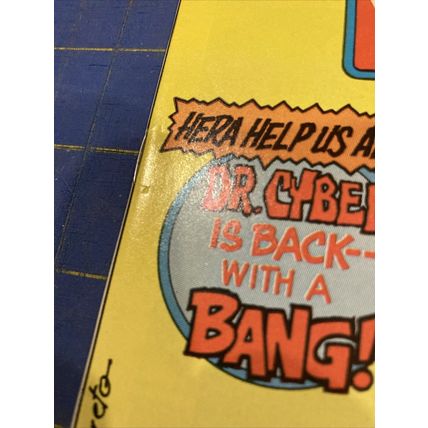 HERA HELP US A
DR. CYBE
IS BACK--
WITH A
BANG!